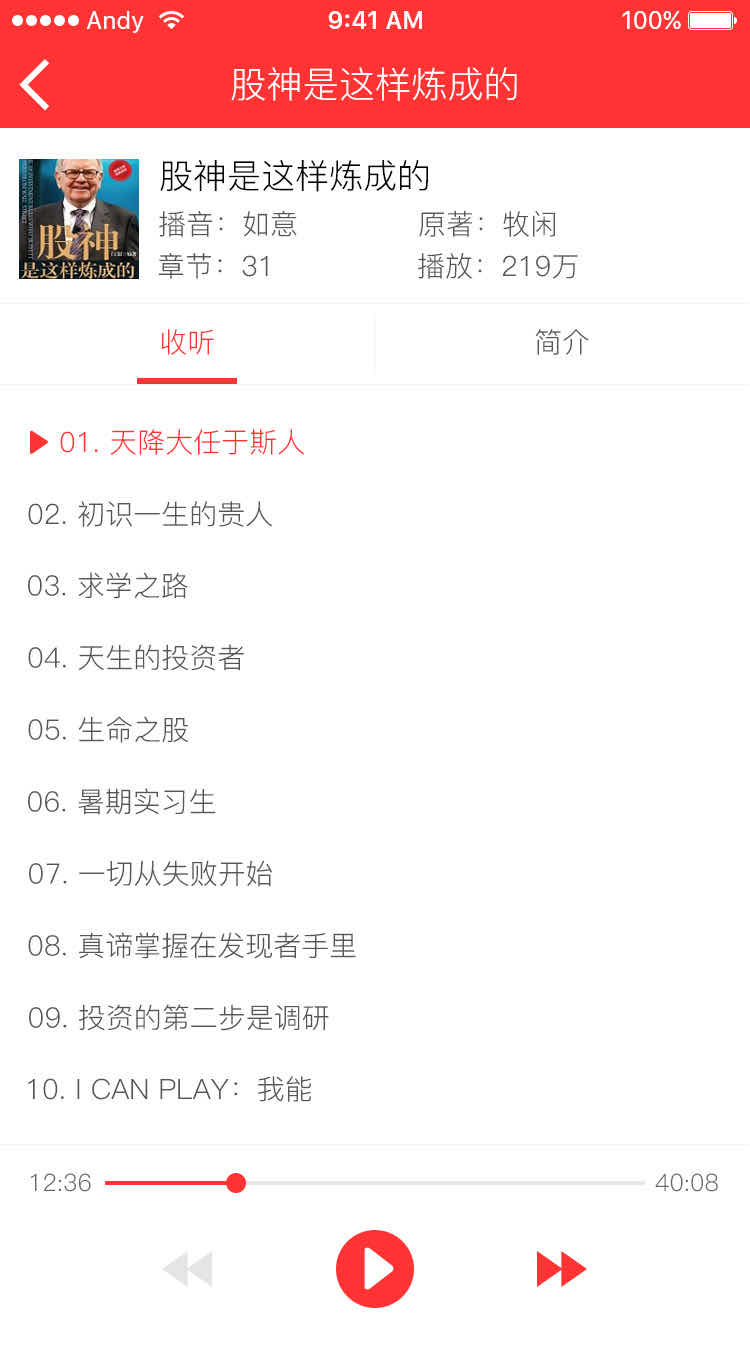 Andy 9:41 AM 100%
股神是这样炼成的
股神
是这样炼成的
股神是这样炼成的
播音：如意 原著：牧闲
章节：31 播放：219万
收听 简介
01. 天降大任于斯人
02. 初识一生的贵人
03. 求学之路
04. 天生的投资者
05. 生命之股
06. 暑期实习生
07. 一切从失败开始
08. 真谛掌握在发现者手里
09. 投资的第二步是调研
10. I CAN PLAY：我能
12:36 40:08